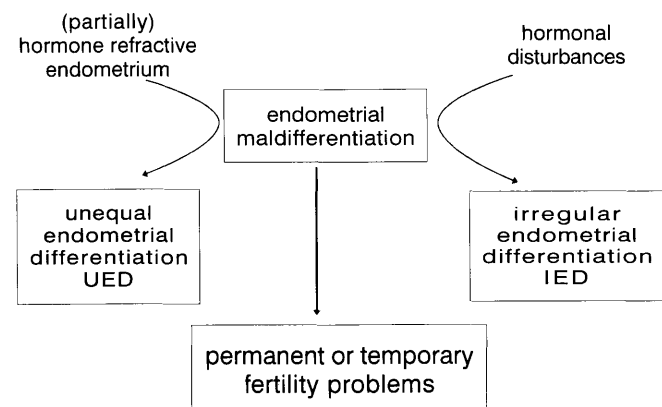 (partially)
hormone refractive
endometrium
hormonal
disturbances
endometrial
maldifferentiation
unequal
endometrial
differentiation
UED
irregular
endometrial
differentiation
IED
permanent or temporary
fertility problems